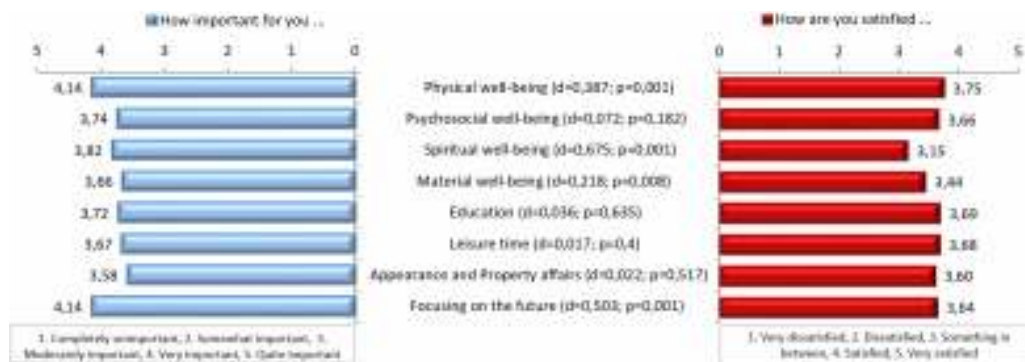 How important for you ...
How are you satisfied ...
5 4 3 2 1 0
0 1 2 3 4 5
4,14 Physical well-being (d=0,387; p=0,001) 3,75
3,74 Psychosocial well-being (d=0,072; p=0,182) 3,66
3,82 Spiritual well-being (d=0,675; p=0,001) 3,15
3,66 Material well-being (d=0,218; p=0,008) 3,44
3,72 Education (d=0,036; p=0,635) 3,69
3,67 Leisure time (d=0,017; p=0,4) 3,68
3,58 Appearance and Property affairs (d=0,022; p=0,517) 3,60
4,14 Focusing on the future (d=0,503; p=0,001) 3,64
1. Completely unimportant, 2. Somewhat important, 3.
Moderately important, 4. Very important, 5. Quite important
1. Very dissatisfied, 2. Dissatisfied, 3. Something in
between, 4. Satisfied, 5. Very satisfied